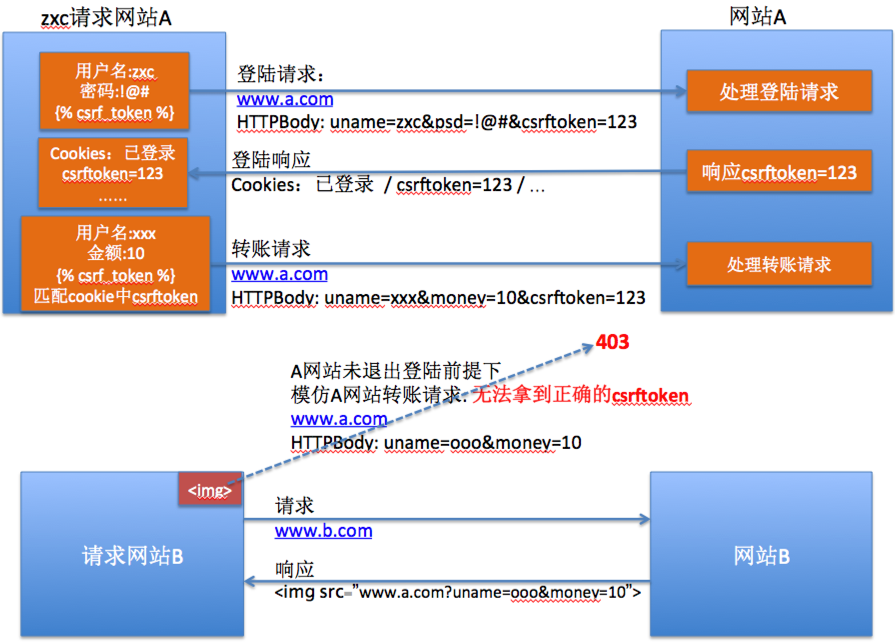 zxc请求网站A
网站A
用户名:zxc
密码:!@#
{% csrf_token %}
登陆请求：
www.a.com
HTTPBody: uname=zxc&psd=!@#&csrftoken=123
处理登陆请求
Cookies：已登录
csrftoken=123
......
登陆响应
Cookies：已登录 / csrftoken=123 / ...
响应csrftoken=123
用户名:xxx
金额:10
{% csrf_token %}
匹配cookie中csrftoken
转账请求
www.a.com
HTTPBody: uname=xxx&money=10&csrftoken=123
处理转账请求
403
A网站未退出登陆前提下
模仿A网站转账请求: 无法拿到正确的csrftoken
www.a.com
HTTPBody: uname=ooo&money=10
<img>
请求网站B
请求
www.b.com
响应
<img src="www.a.com?uname=ooo&money=10">
网站B